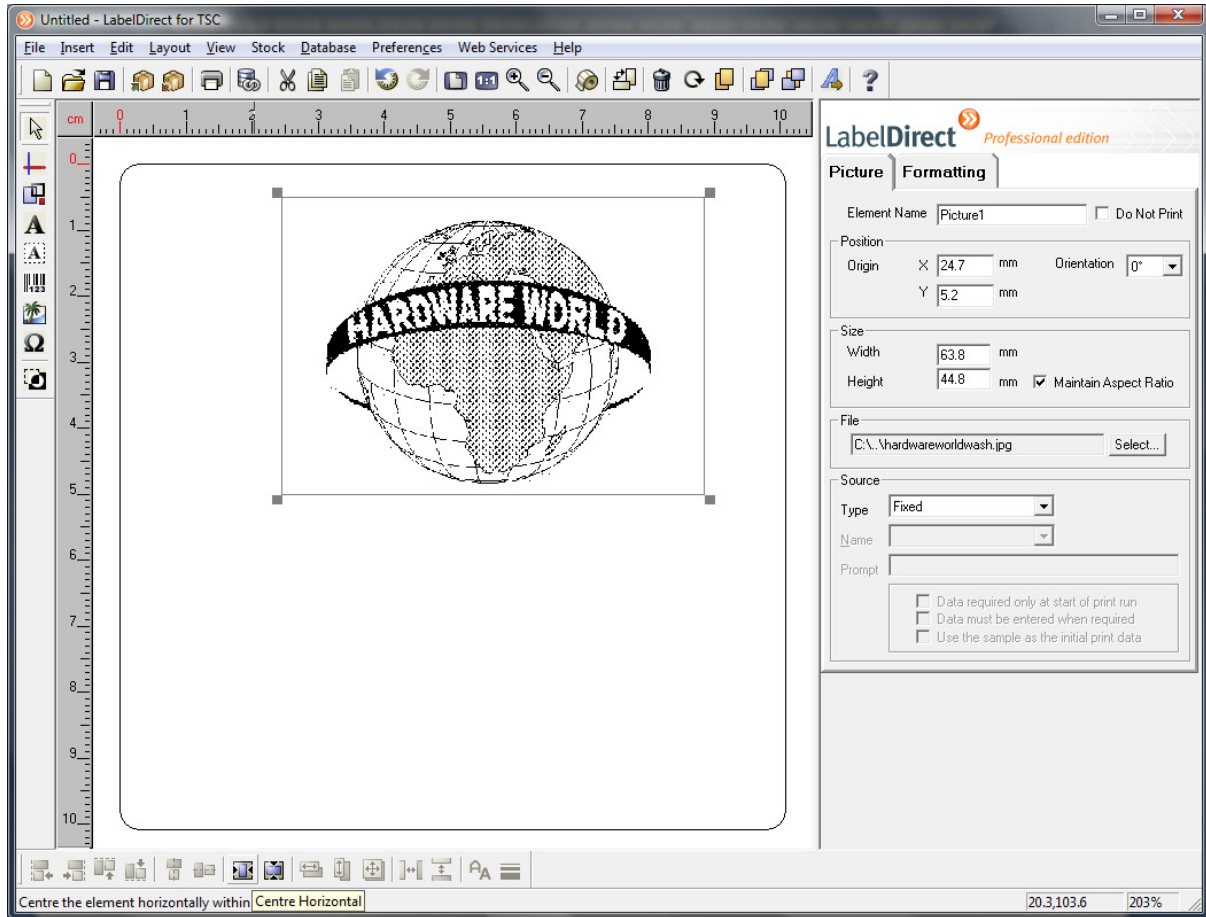 Untitled - LabelDirect for TSC
File Insert Edit Layout View Stock Database Preferences Web Services Help
1:1
?
cm 0 1 2 3 4 5 6 7 8 9 10
0
1
2
3
4
5
6
7
8
9
10
A
A
123
Ω
HARDWARE WORLD
LabelDirect Professional edition
Picture Formatting
Element Name Picture1 Do Not Print
Position
Origin X 24.7 mm Orientation 0°
Y 5.2 mm
Size
Width 63.8 mm
Height 44.8 mm Maintain Aspect Ratio
File
C:\..\hardwareworldwash.jpg Select...
Source
Type Fixed
Name
Prompt
Data required only at start of print run
Data must be entered when required
Use the sample as the initial print data
AA
Centre the element horizontally within Centre Horizontal 20.3,103.6 203%